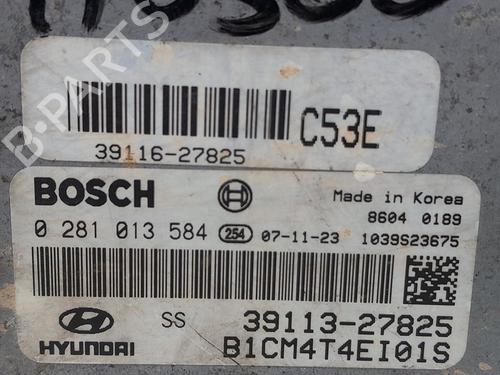 C53E
39116-27825
BOSCH
Made in Korea
8604 0189
0 281 013 584 254 07-11-23 1039S23675
SS 39113-27825
HYUNDAI B1CM4T4EI01S
B-PARTS